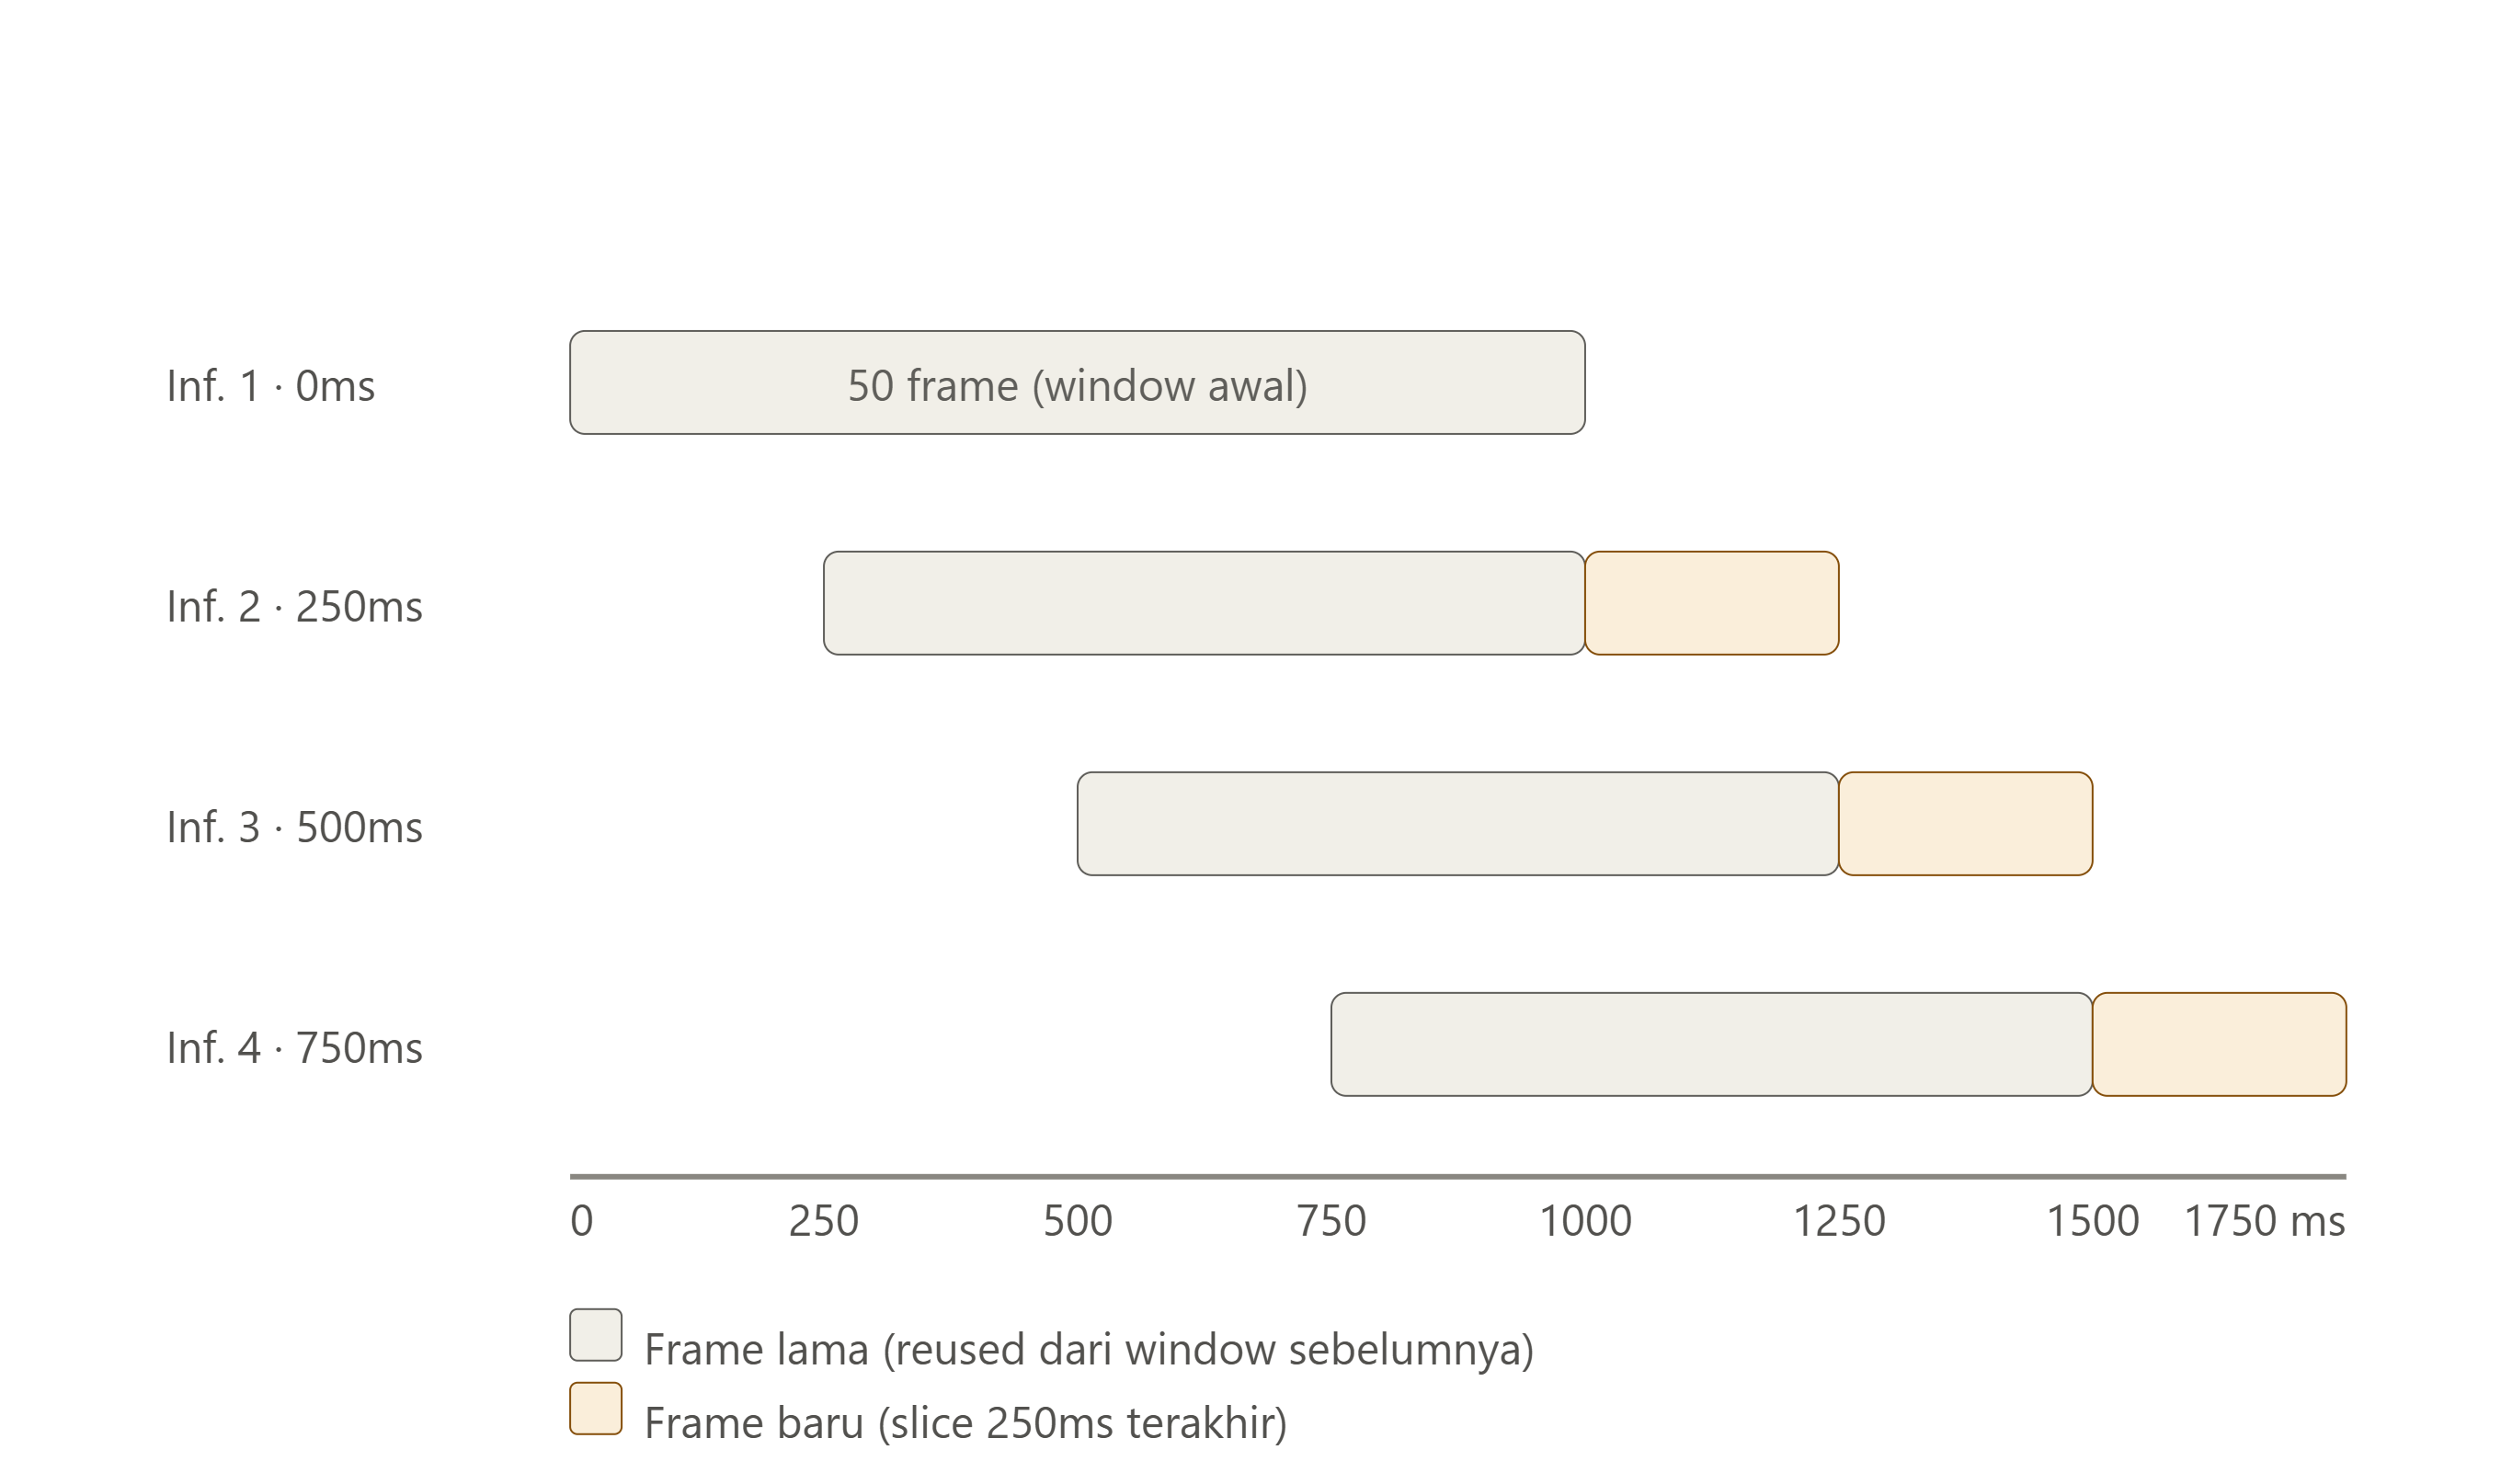 Inf. 1 · 0ms
50 frame (window awal)
Inf. 2 · 250ms
Inf. 3 · 500ms
Inf. 4 · 750ms
0 250 500 750 1000 1250 1500 1750 ms
Frame lama (reused dari window sebelumnya)
Frame baru (slice 250ms terakhir)